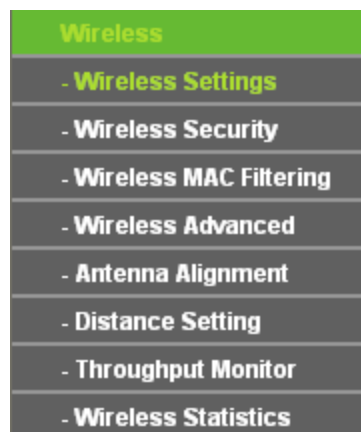 Wireless
- Wireless Settings
- Wireless Security
- Wireless MAC Filtering
- Wireless Advanced
- Antenna Alignment
- Distance Setting
- Throughput Monitor
- Wireless Statistics